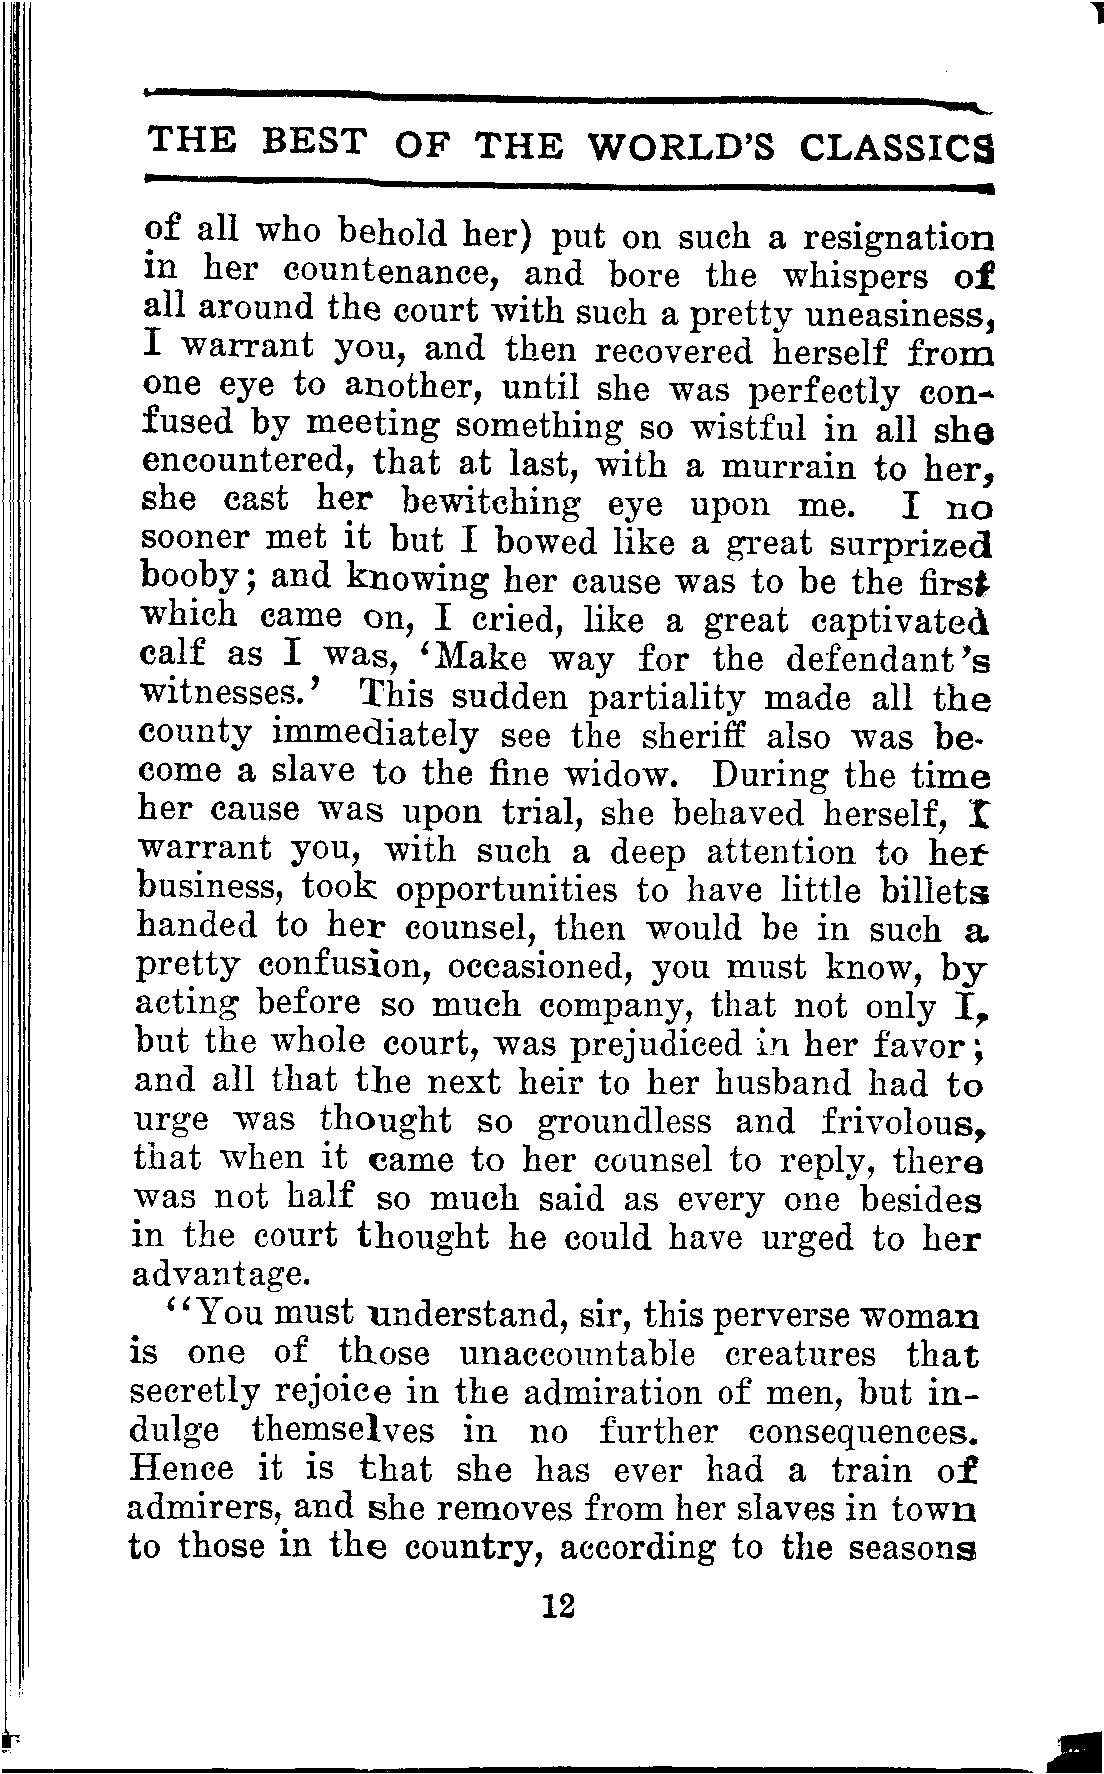 THE BEST OF THE WORLD'S CLASSICS
of all who behold her) put on such a resignation
in her countenance, and bore the whispers of
all around the court with such a pretty uneasiness,
I warrant you, and then recovered herself from
one eye to another, until she was perfectly con-
fused by meeting something so wistful in all she
encountered, that at last, with a murrain to her,
she cast her bewitching eye upon me. I no
sooner met it but I bowed like a great surprized
booby; and knowing her cause was to be the first
which came on, I cried, like a great captivated
calf as I was, 'Make way for the defendant's
witnesses.' This sudden partiality made all the
county immediately see the sheriff also was be-
come a slave to the fine widow. During the time
her cause was upon trial, she behaved herself, I
warrant you, with such a deep attention to her
business, took opportunities to have little billets
handed to her counsel, then would be in such a
pretty confusion, occasioned, you must know, by
acting before so much company, that not only I,
but the whole court, was prejudiced in her favor;
and all that the next heir to her husband had to
urge was thought so groundless and frivolous,
that when it came to her counsel to reply, there
was not half so much said as every one besides
in the court thought he could have urged to her
advantage.
"You must understand, sir, this perverse woman
is one of those unaccountable creatures that
secretly rejoice in the admiration of men, but in-
dulge themselves in no further consequences.
Hence it is that she has ever had a train of
admirers, and she removes from her slaves in town
to those in the country, according to the seasons
12